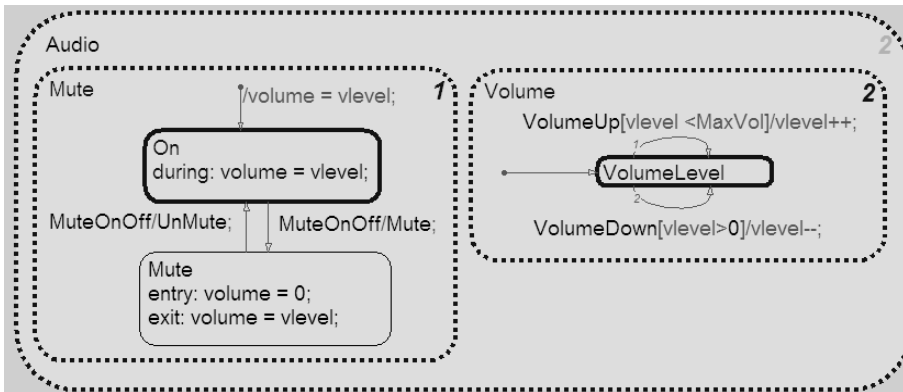 Audio
2
Mute
1
/volume = vlevel;
On
during: volume = vlevel;
MuteOnOff/UnMute;
MuteOnOff/Mute;
Mute
entry: volume = 0;
exit: volume = vlevel;
Volume
2
VolumeUp[vlevel <MaxVol]/vlevel++;
1
VolumeLevel
2
VolumeDown[vlevel>0]/vlevel--;